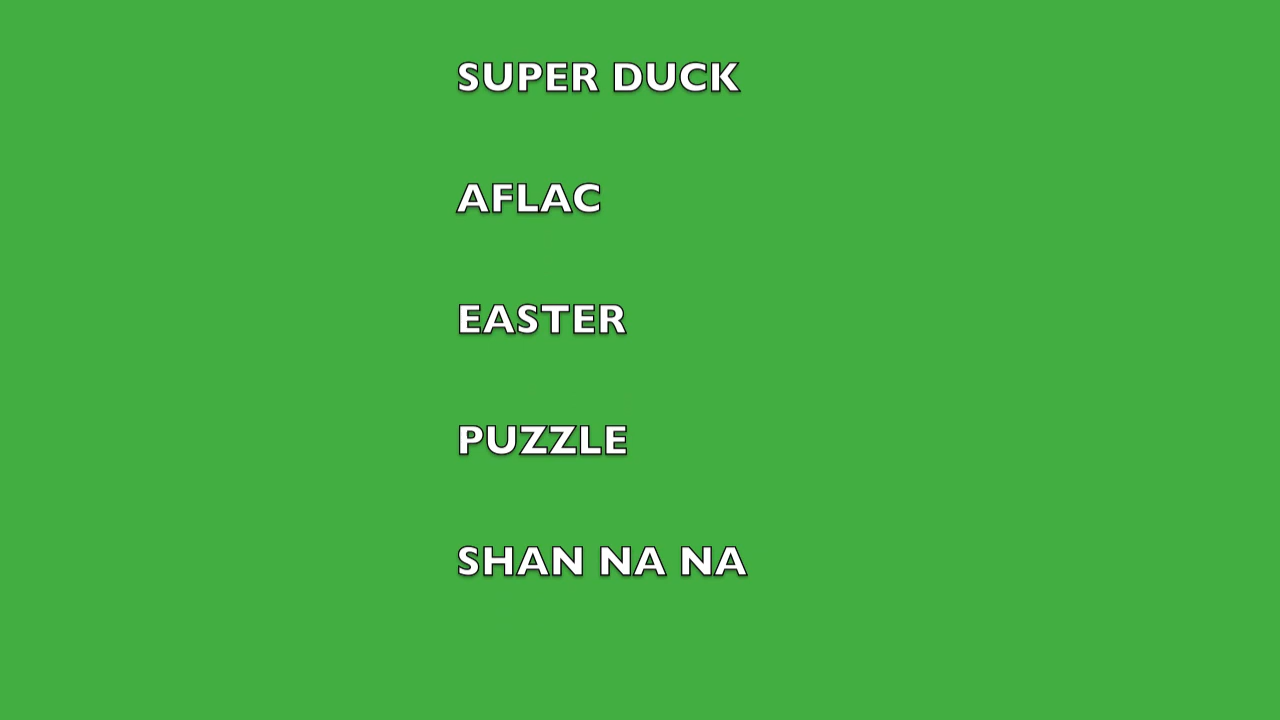 SUPER DUCK
AFLAC
EASTER
PUZZLE
SHAN NA NA